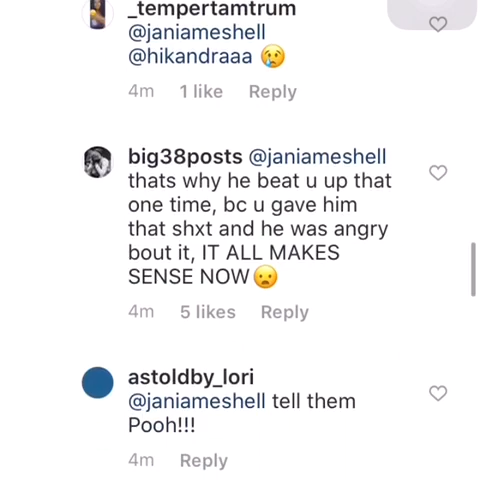 _tempertamtrum
@janiameshell
@hikandraaa 😢
4m 1 like Reply
big38posts @janiameshell
thats why he beat u up that
one time, bc u gave him
that shxt and he was angry
bout it, IT ALL MAKES
SENSE NOW😦
4m 5 likes Reply
astoldby_lori
@janiameshell tell them
Pooh!!!
4m Reply